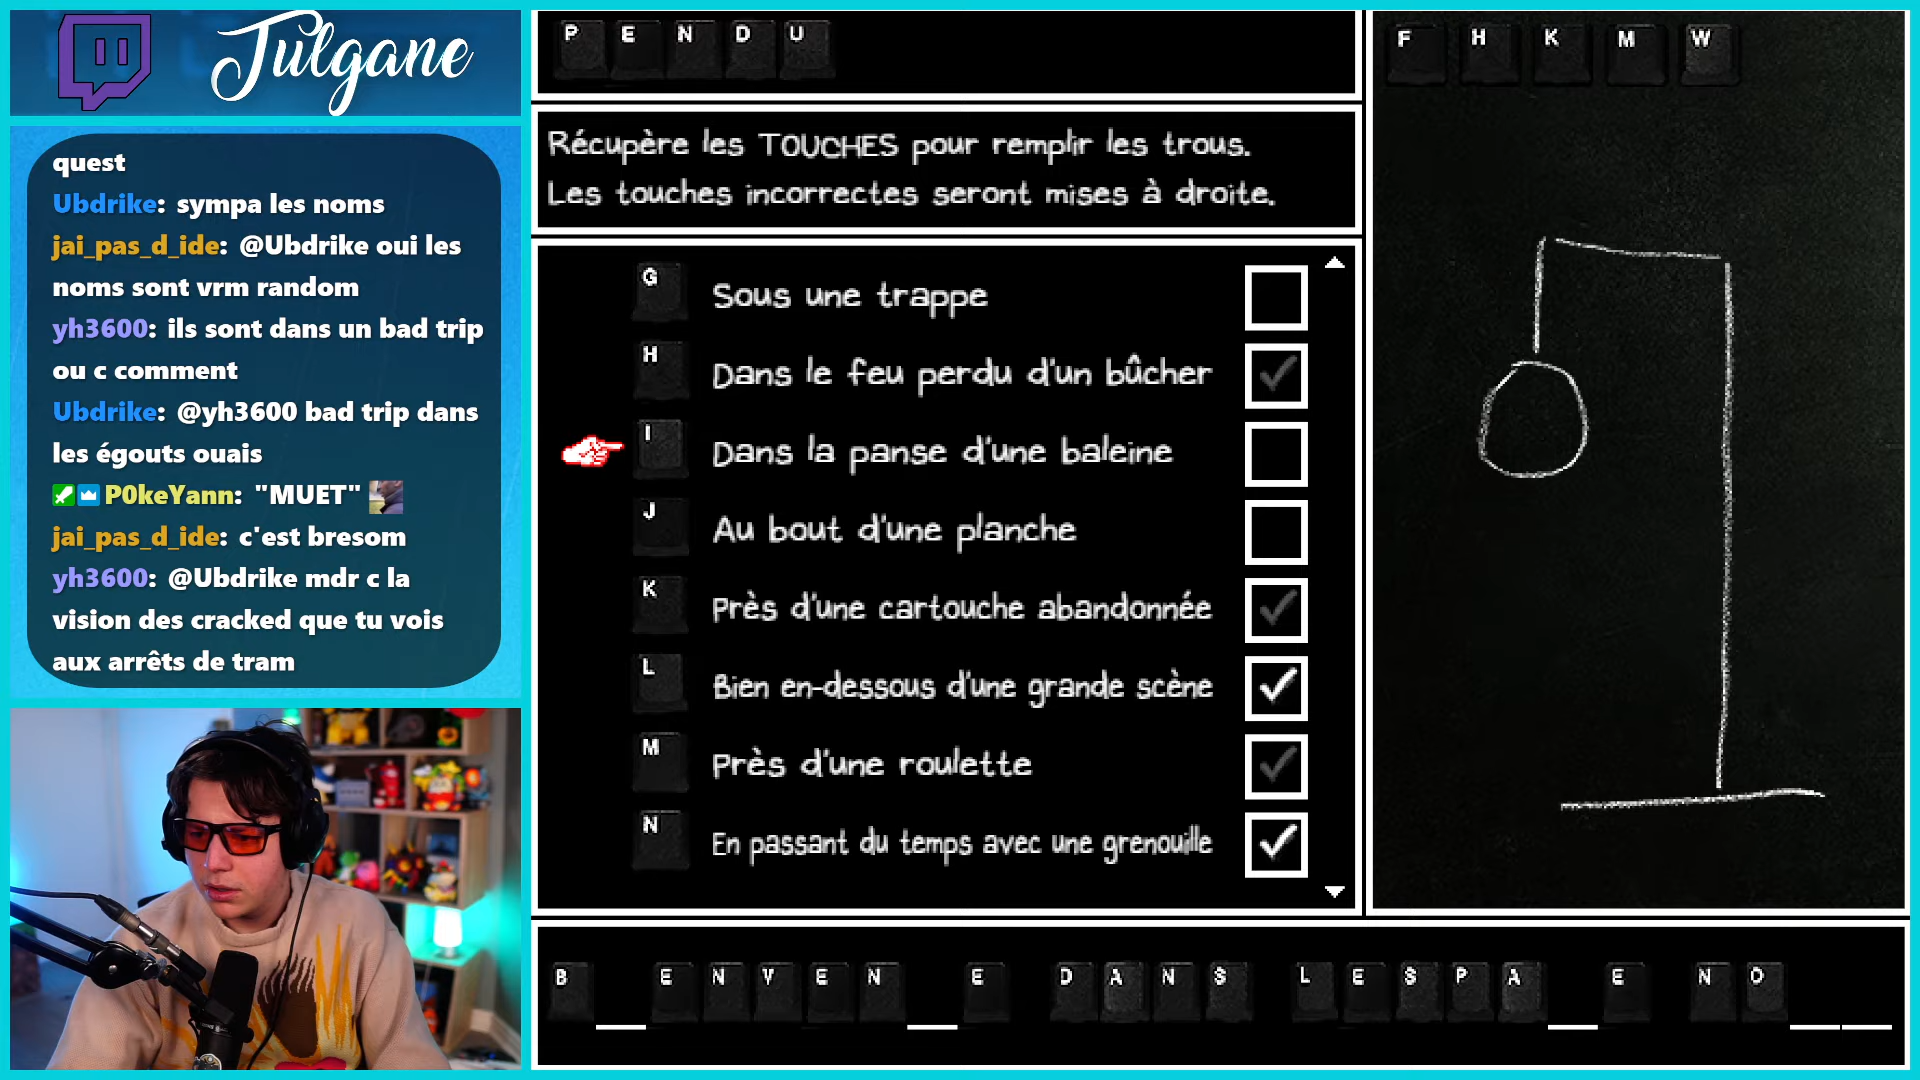 Julgane
quest
Ubdrike: sympa les noms
jai_pas_d_ide: @Ubdrike oui les
noms sont vrm random
yh3600: ils sont dans un bad trip
ou c comment
Ubdrike: @yh3600 bad trip dans
les égouts ouais
P0keYann: "MUET"
jai_pas_d_ide: c'est bresom
yh3600: @Ubdrike mdr c la
vision des cracked que tu vois
aux arrêts de tram
P E N D U
Récupère les TOUCHES pour remplir les trous.
Les touches incorrectes seront mises à droite.
G Sous une trappe
H Dans le feu perdu d'un bûcher
I Dans la panse d'une baleine
J Au bout d'une planche
K Près d'une cartouche abandonnée
L Bien en-dessous d'une grande scène
M Près d'une roulette
N En passant du temps avec une grenouille
F H K M W
B _ E N V E N _ E D A N S L E S P A _ E N O _ _